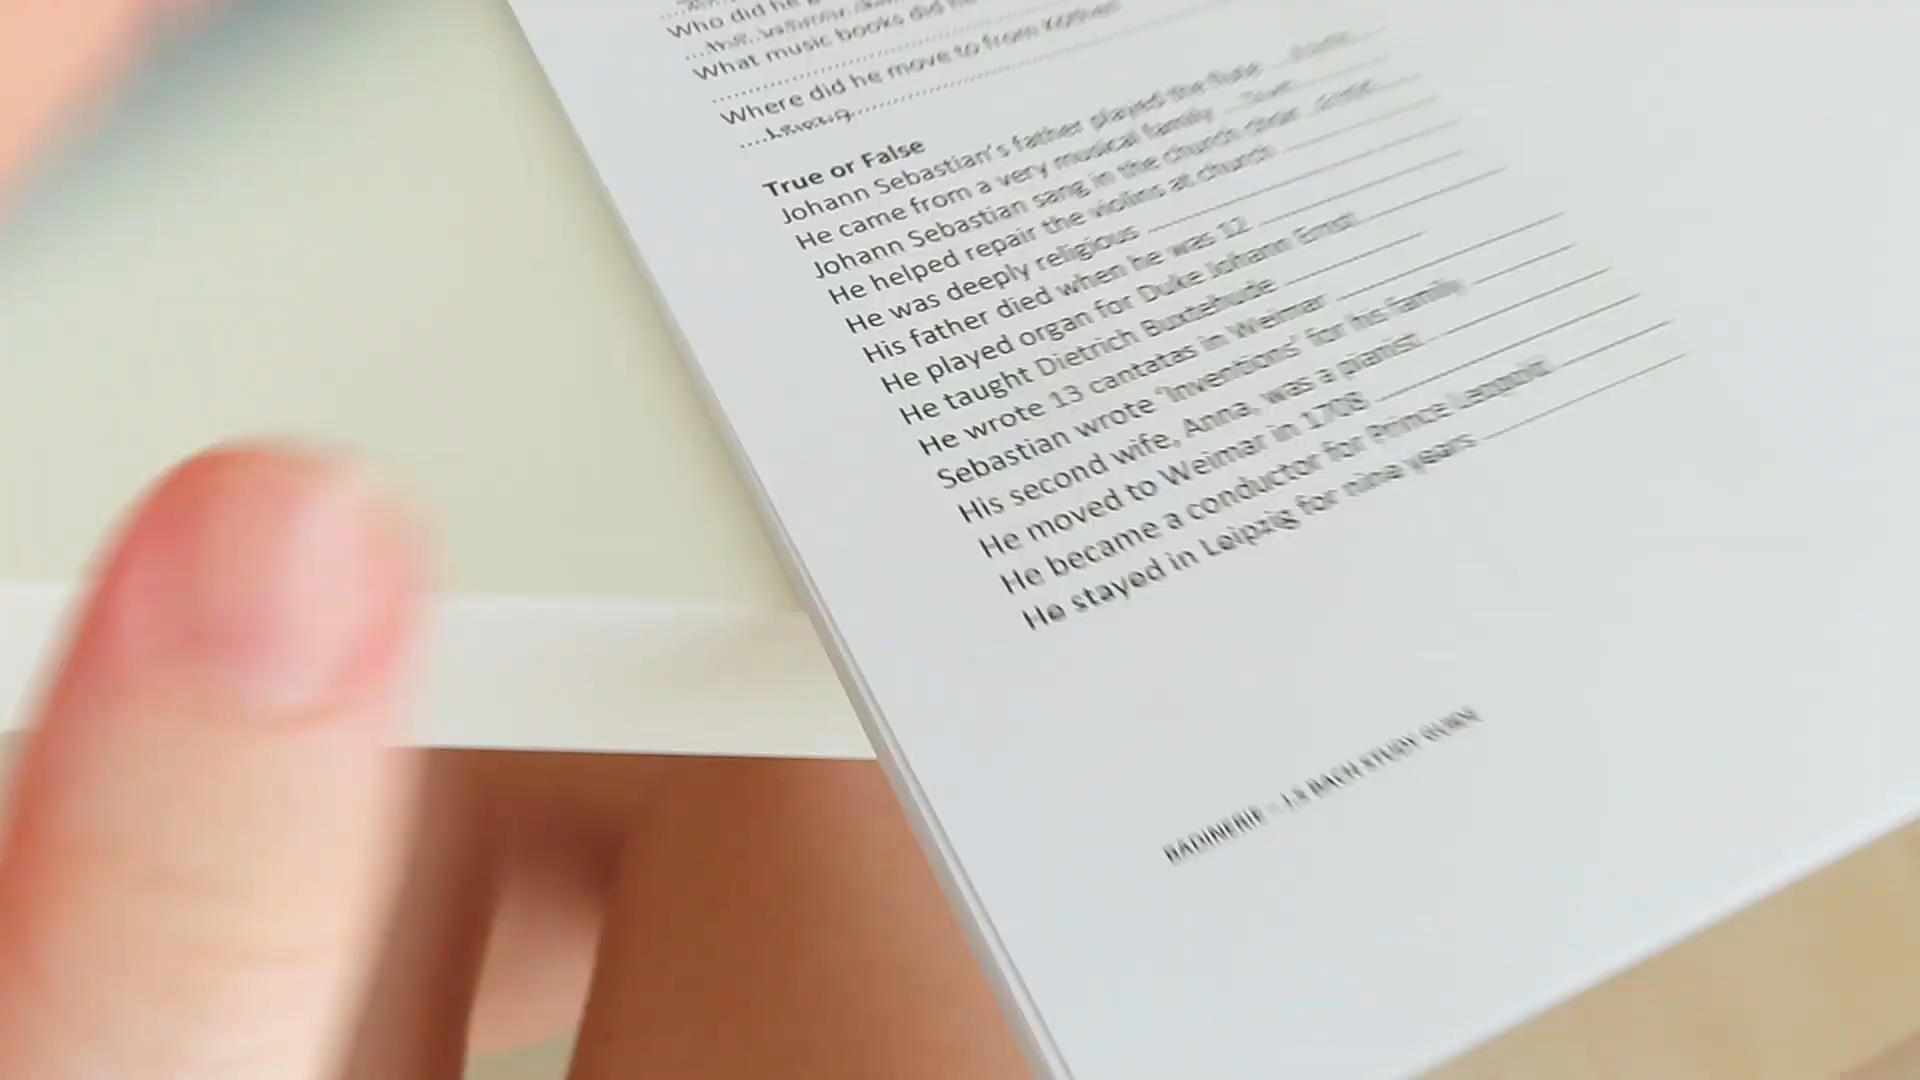 Who did he
What music books did he
Where did he move to from Kothen
Leipzig
True or False
Johann Sebastian's father played the flute
He came from a very musical family
Johann Sebastian sang in the church choir
He helped repair the violins at church
He was deeply religious
His father died when he was 12
He played organ for Duke Johann Ernst
He taught Dietrich Buxtehude
He wrote 13 cantatas in Weimar
Sebastian wrote 'Inventions' for his family
His second wife, Anna, was a pianist
He moved to Weimar in 1708
He became a conductor for Prince Leopold
He stayed in Leipzig for nine years
BADINERIE - J.S BACH STUDY GUIDE